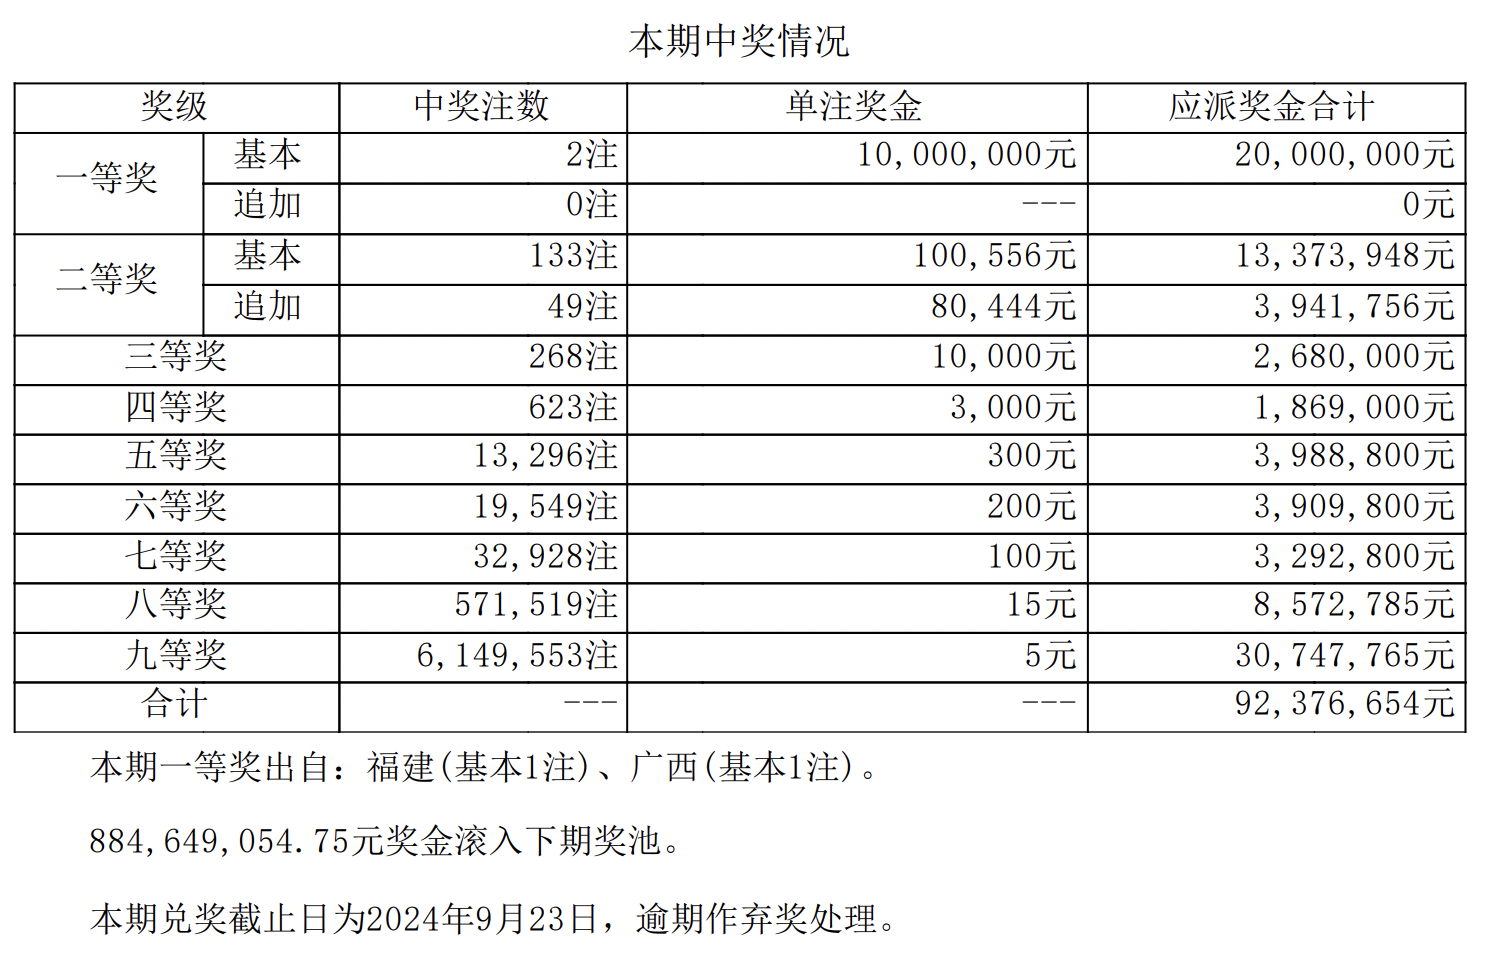 本期中奖情况
奖级 中奖注数 单注奖金 应派奖金合计
一等奖 基本 2注 10,000,000元 20,000,000元
追加 0注 --- 0元
二等奖 基本 133注 100,556元 13,373,948元
追加 49注 80,444元 3,941,756元
三等奖 268注 10,000元 2,680,000元
四等奖 623注 3,000元 1,869,000元
五等奖 13,296注 300元 3,988,800元
六等奖 19,549注 200元 3,909,800元
七等奖 32,928注 100元 3,292,800元
八等奖 571,519注 15元 8,572,785元
九等奖 6,149,553注 5元 30,747,765元
合计 --- --- 92,376,654元
本期一等奖出自：福建(基本1注)、广西(基本1注)。
884,649,054.75元奖金滚入下期奖池。
本期兑奖截止日为2024年9月23日，逾期作弃奖处理。